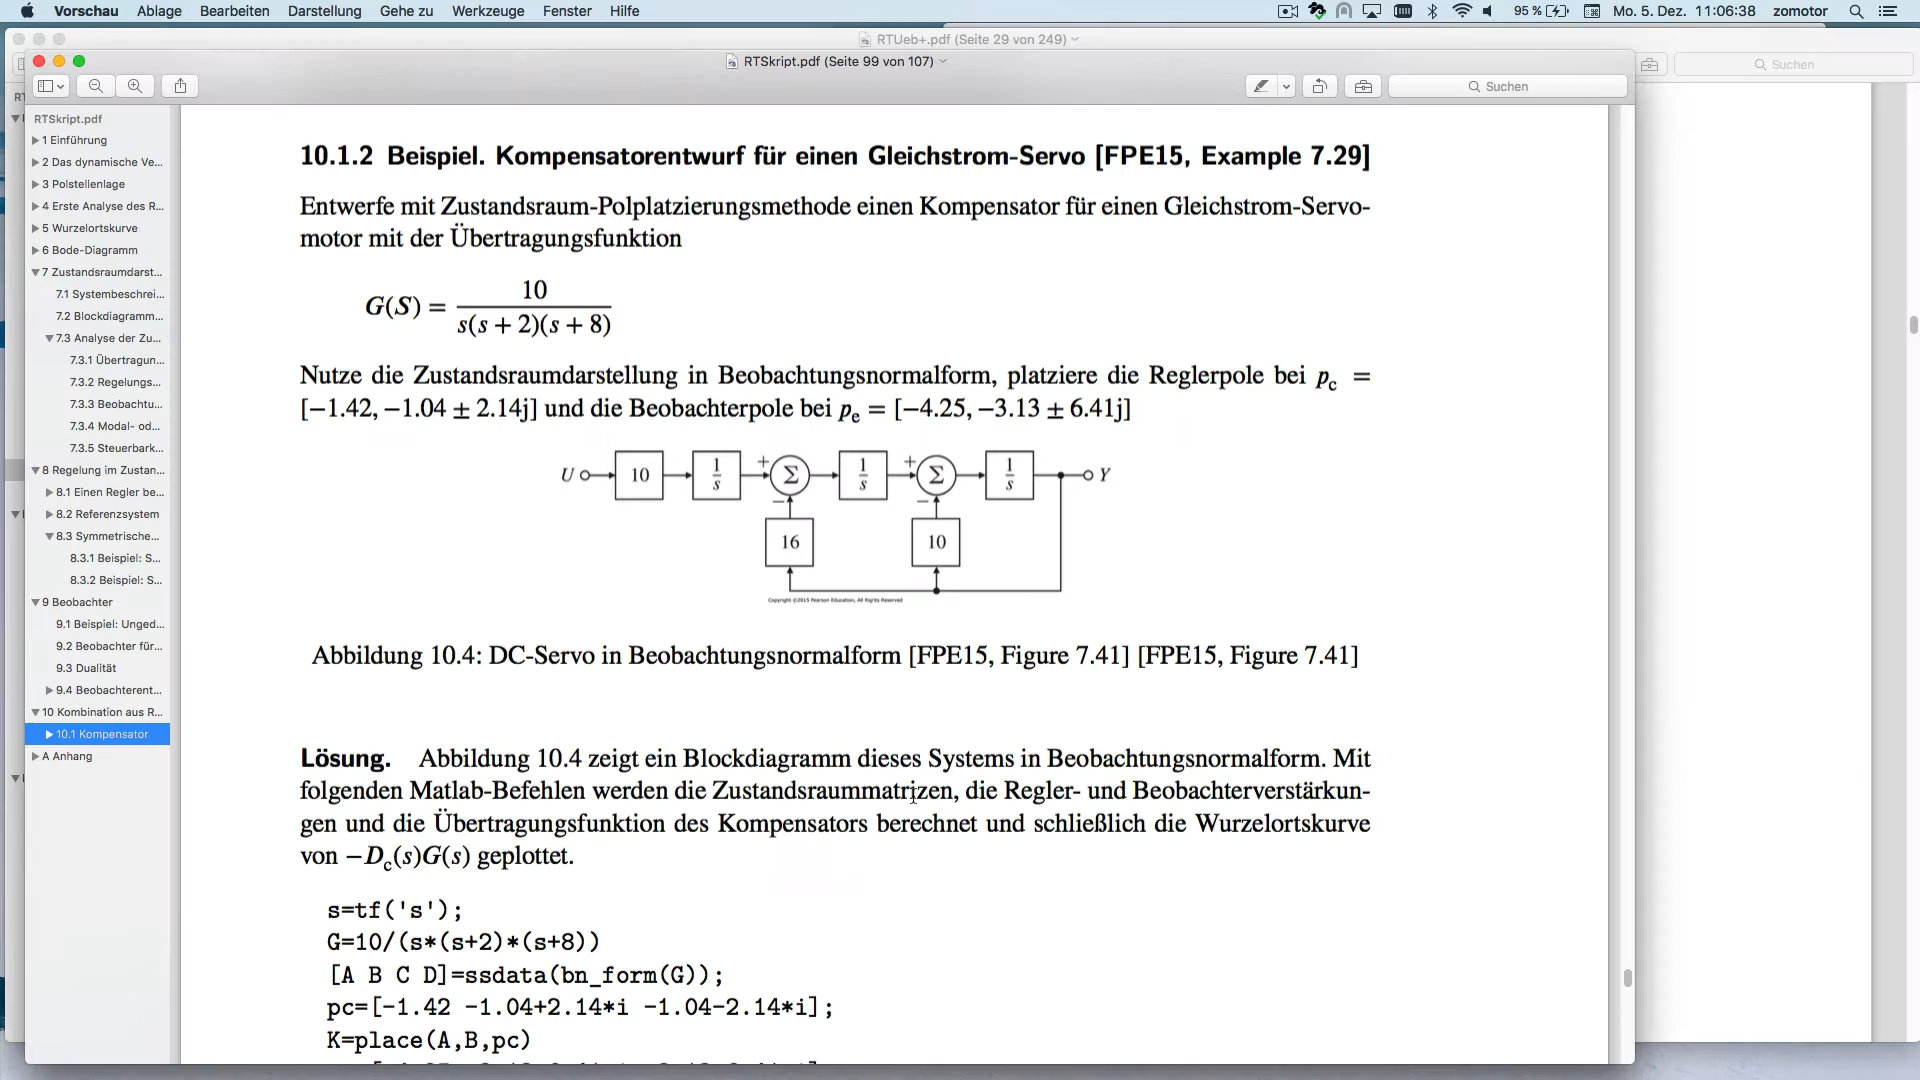 Vorschau Ablage Bearbeiten Darstellung Gehe zu Werkzeuge Fenster Hilfe 95 % Mo. 5. Dez. 11:06:38 zomotor
RTUeb+.pdf (Seite 29 von 249)
RTSkript.pdf (Seite 99 von 107)
Suchen
Suchen
RTSkript.pdf
1 Einführung
2 Das dynamische Ve...
3 Polstellenlage
4 Erste Analyse des R...
5 Wurzelortskurve
6 Bode-Diagramm
7 Zustandsraumdarst...
7.1 Systembeschrei...
7.2 Blockdiagramm...
7.3 Analyse der Zu...
7.3.1 Übertragun...
7.3.2 Regelungs...
7.3.3 Beobachtu...
7.3.4 Modal- od...
7.3.5 Steuerbark...
8 Regelung im Zustan...
8.1 Einen Regler be...
8.2 Referenzsystem
8.3 Symmetrische...
8.3.1 Beispiel: S...
8.3.2 Beispiel: S...
9 Beobachter
9.1 Beispiel: Unged...
9.2 Beobachter für...
9.3 Dualität
9.4 Beobachterent...
10 Kombination aus R...
10.1 Kompensator
A Anhang
10.1.2 Beispiel. Kompensatorentwurf für einen Gleichstrom-Servo [FPE15, Example 7.29]
Entwerfe mit Zustandsraum-Polplatzierungsmethode einen Kompensator für einen Gleichstrom-Servo-
motor mit der Übertragungsfunktion
G(S) = 10 / s(s + 2)(s + 8)
Nutze die Zustandsraumdarstellung in Beobachtungsnormalform, platziere die Reglerpole bei p_c =
[−1.42, −1.04 ± 2.14j] und die Beobachterpole bei p_e = [−4.25, −3.13 ± 6.41j]
U 10 1/s + Σ − 1/s + Σ − 1/s Y
16 10
Copyright ©2015 Pearson Education, All Rights Reserved
Abbildung 10.4: DC-Servo in Beobachtungsnormalform [FPE15, Figure 7.41] [FPE15, Figure 7.41]
Lösung. Abbildung 10.4 zeigt ein Blockdiagramm dieses Systems in Beobachtungsnormalform. Mit
folgenden Matlab-Befehlen werden die Zustandsraummatrizen, die Regler- und Beobachterverstärkun-
gen und die Übertragungsfunktion des Kompensators berechnet und schließlich die Wurzelortskurve
von −D_c(s)G(s) geplottet.
s=tf('s');
G=10/(s*(s+2)*(s+8))
[A B C D]=ssdata(bn_form(G));
pc=[-1.42 -1.04+2.14*i -1.04-2.14*i];
K=place(A,B,pc)